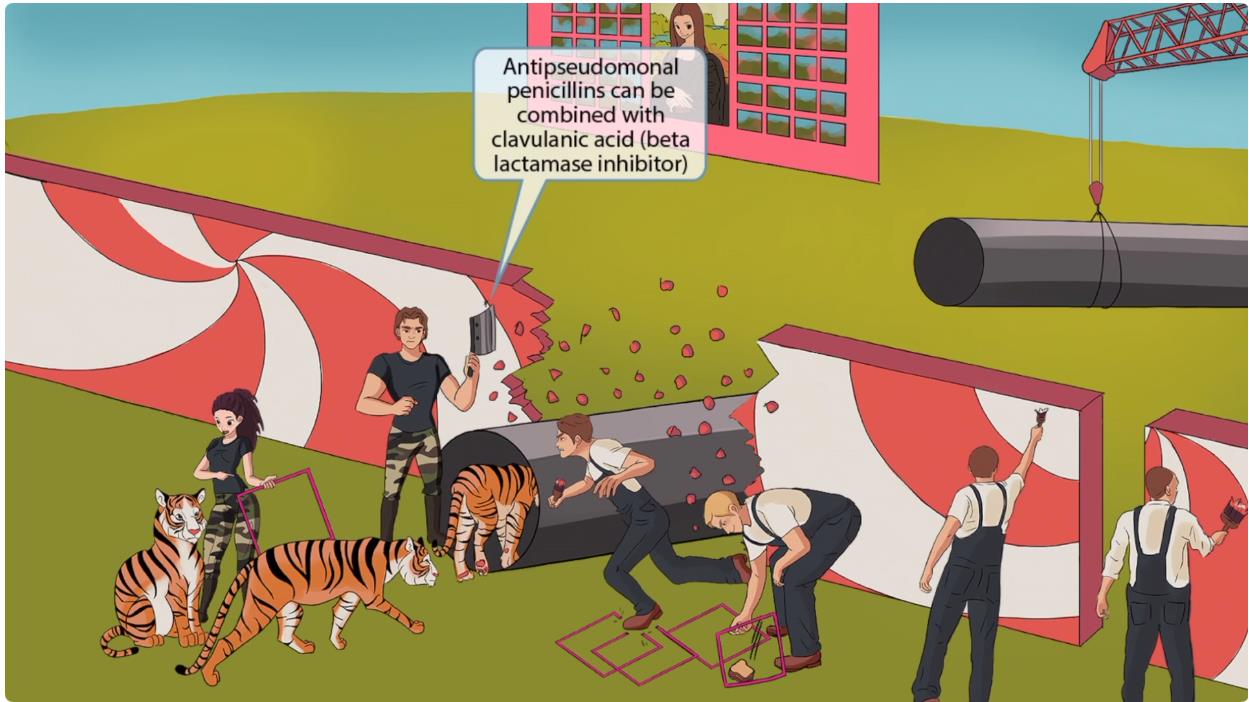 Antipseudomonal
penicillins can be
combined with
clavulanic acid (beta
lactamase inhibitor)